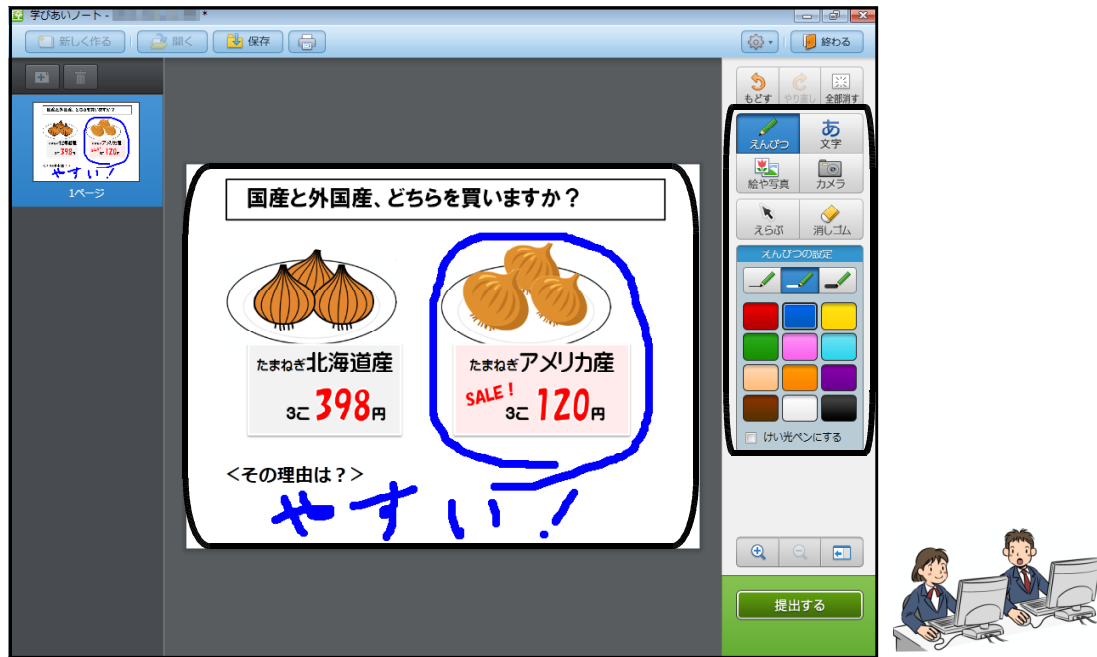 学びあいノート - *
新しく作る 開く 保存 終わる
もどす やり直し 全部消す
えんぴつ 文字
絵や写真 カメラ
えらぶ 消しゴム
えんぴつの設定
けい光ペンにする
提出する
1ページ
国産と外国産、どちらを買いますか？
たまねぎ北海道産
3こ 398円
たまねぎアメリカ産
SALE！
3こ 120円
＜その理由は？＞
やすい！